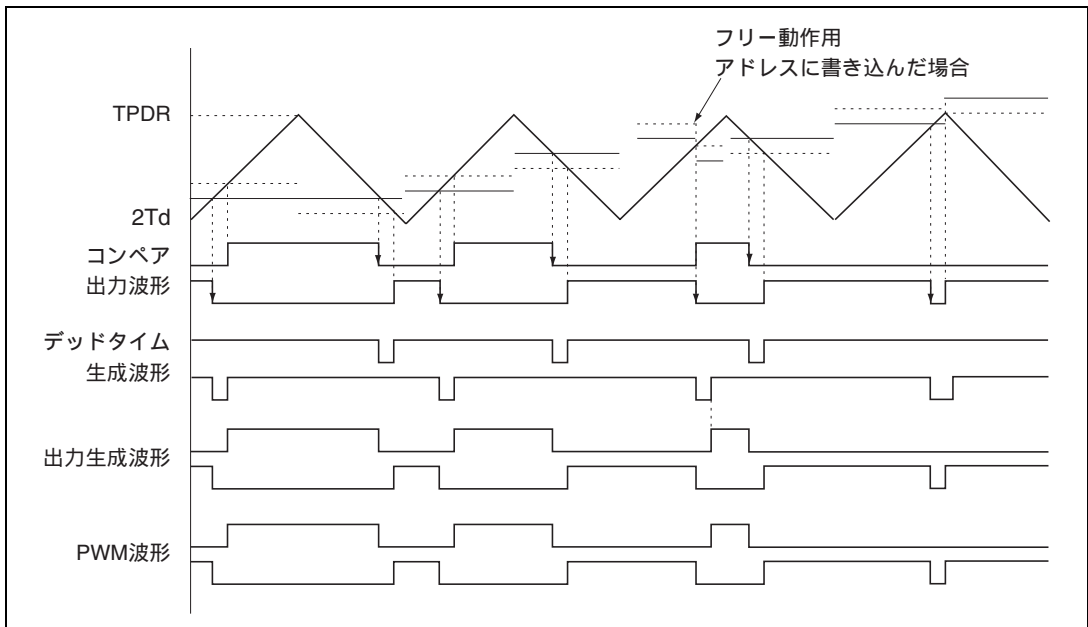 フリー動作用
アドレスに書き込んだ場合
TPDR
2Td
コンペア
出力波形
デッドタイム
生成波形
出力生成波形
PWM波形